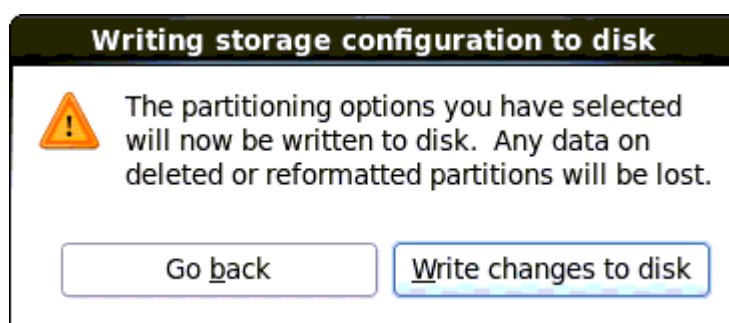 Writing storage configuration to disk
The partitioning options you have selected
will now be written to disk.  Any data on
deleted or reformatted partitions will be lost.
Go back
Write changes to disk